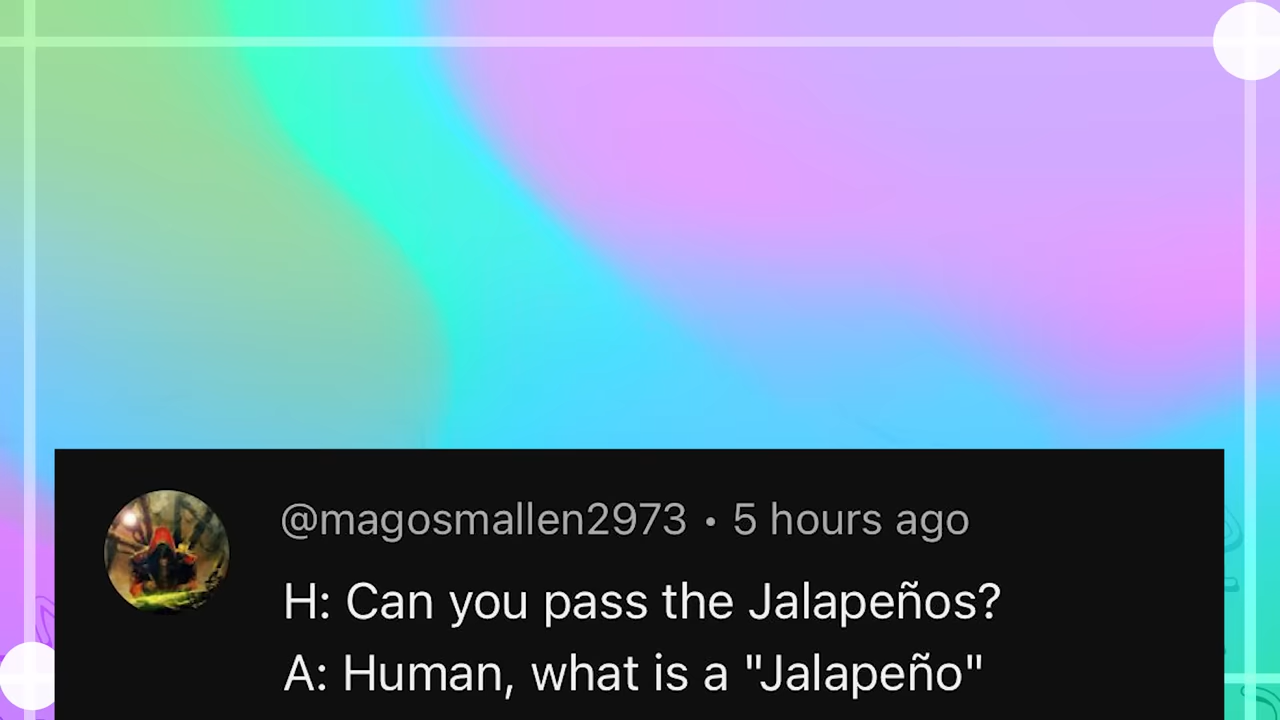 @magosmallen2973 • 5 hours ago
H: Can you pass the Jalapeños?
A: Human, what is a "Jalapeño"